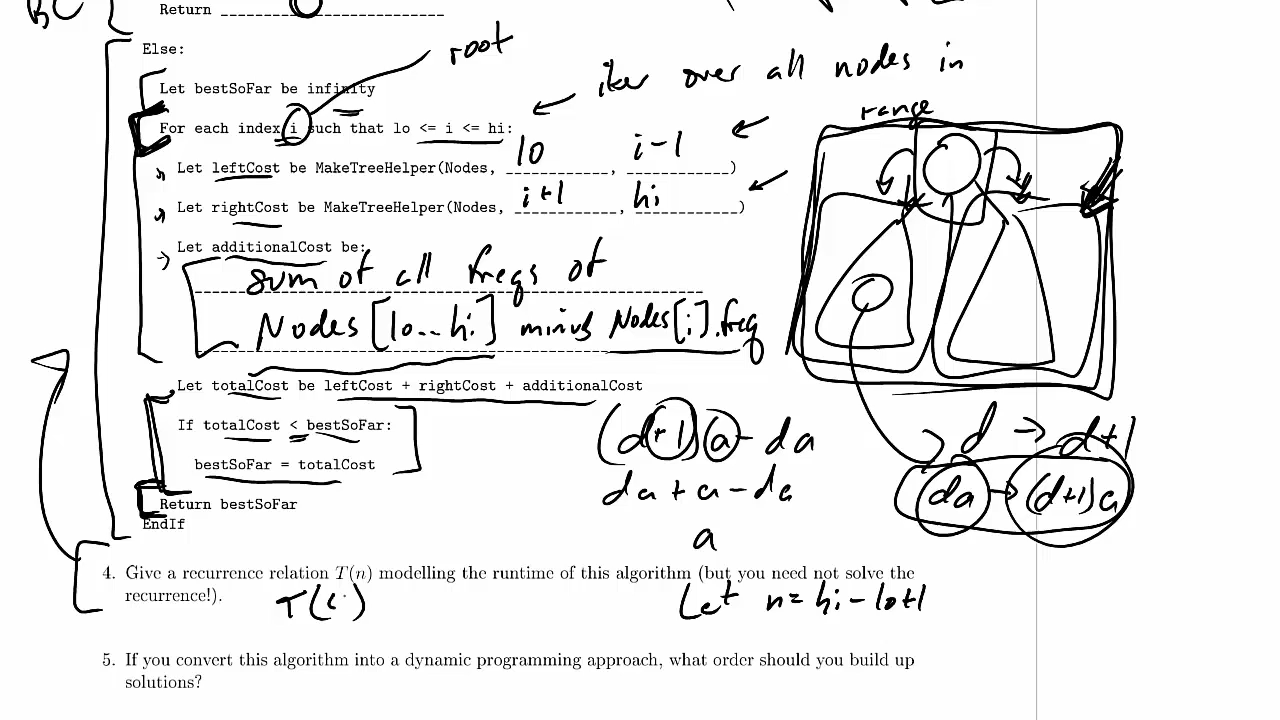 BC
Return ________________________
Else:
root
Let bestSoFar be infinity
iter over all nodes in
range
For each index i such that lo <= i <= hi:
Let leftCost be MakeTreeHelper(Nodes, lo, i-1)
Let rightCost be MakeTreeHelper(Nodes, i+1, hi)
Let additionalCost be:
sum of all freqs of
Nodes [lo.. hi] minus Nodes[i].freq
Let totalCost be leftCost + rightCost + additionalCost
If totalCost < bestSoFar:
bestSoFar = totalCost
(d+1)a - da
d → d+1
da + a - da
da → (d+1)a
Return bestSoFar
EndIf
a
4. Give a recurrence relation T(n) modelling the runtime of this algorithm (but you need not solve the
recurrence!).
T(
)
Let n= hi - lo+1
5. If you convert this algorithm into a dynamic programming approach, what order should you build up
solutions?